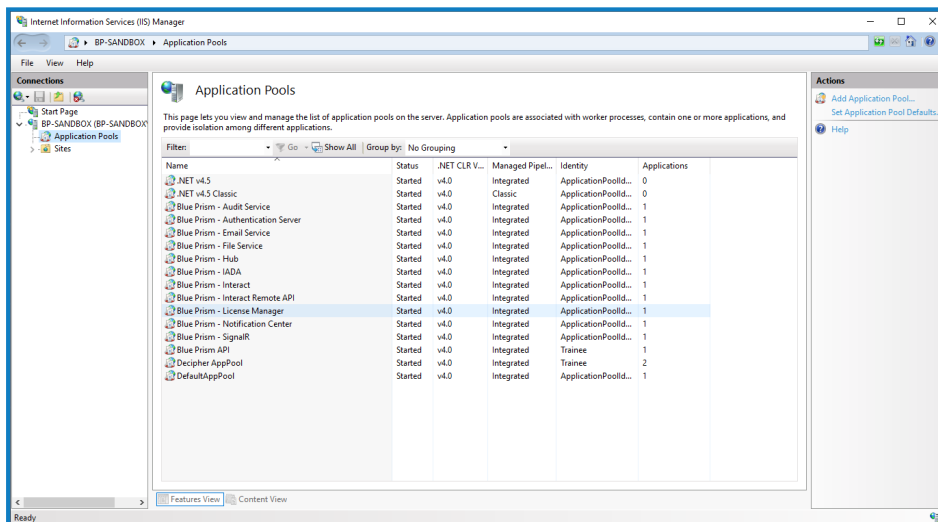 Internet Information Services (IIS) Manager
BP-SANDBOX Application Pools
File View Help
Connections
Start Page
BP-SANDBOX (BP-SANDBOX\
Application Pools
Sites
Application Pools
This page lets you view and manage the list of application pools on the server. Application pools are associated with worker processes, contain one or more applications, and
provide isolation among different applications.
Filter: Go Show All Group by: No Grouping
Name Status .NET CLR V... Managed Pipel... Identity Applications
.NET v4.5 Started v4.0 Integrated ApplicationPoolId... 0
.NET v4.5 Classic Started v4.0 Classic ApplicationPoolId... 0
Blue Prism - Audit Service Started v4.0 Integrated ApplicationPoolId... 1
Blue Prism - Authentication Server Started v4.0 Integrated ApplicationPoolId... 1
Blue Prism - Email Service Started v4.0 Integrated ApplicationPoolId... 1
Blue Prism - File Service Started v4.0 Integrated ApplicationPoolId... 1
Blue Prism - Hub Started v4.0 Integrated ApplicationPoolId... 1
Blue Prism - IADA Started v4.0 Integrated ApplicationPoolId... 1
Blue Prism - Interact Started v4.0 Integrated ApplicationPoolId... 1
Blue Prism - Interact Remote API Started v4.0 Integrated ApplicationPoolId... 1
Blue Prism - License Manager Started v4.0 Integrated ApplicationPoolId... 1
Blue Prism - Notification Center Started v4.0 Integrated ApplicationPoolId... 1
Blue Prism - SignalR Started v4.0 Integrated ApplicationPoolId... 1
Blue Prism API Started v4.0 Integrated Trainee 1
Decipher AppPool Started v4.0 Integrated Trainee 2
DefaultAppPool Started v4.0 Integrated ApplicationPoolId... 1
Features View Content View
Actions
Add Application Pool...
Set Application Pool Defaults.
Help
Ready